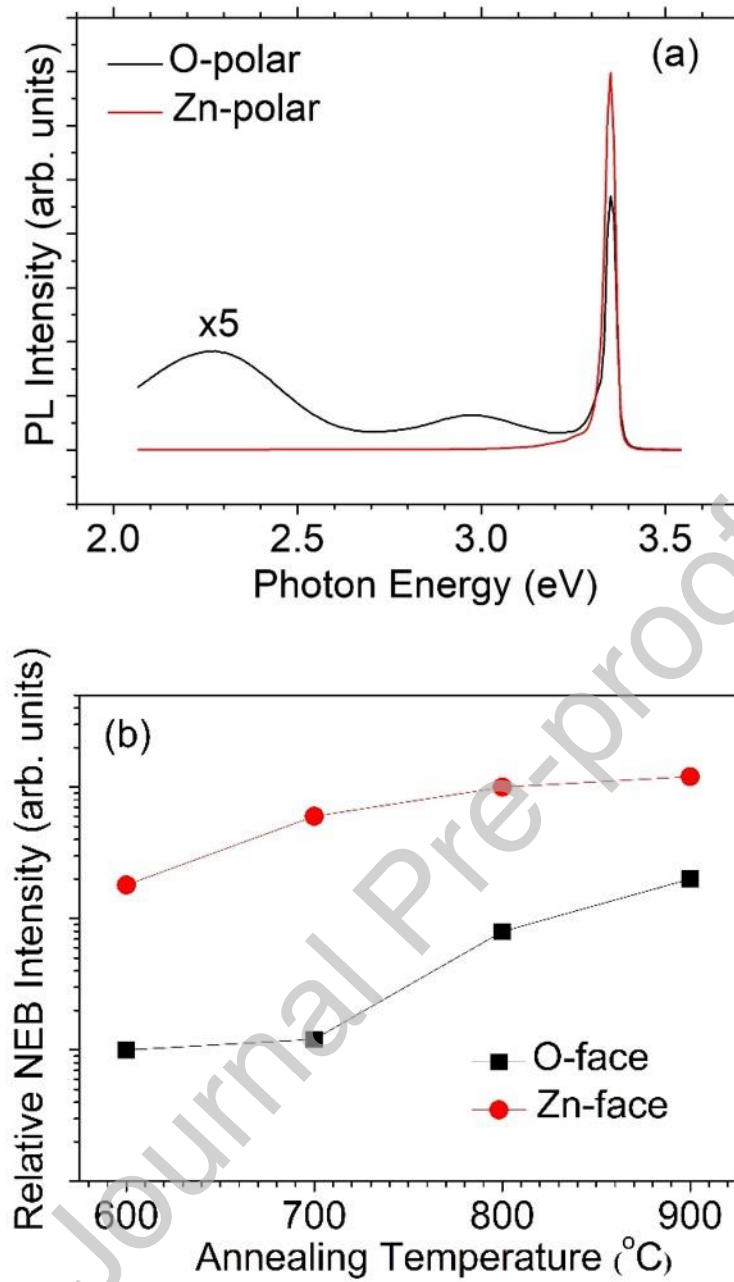 (a)
O-polar
Zn-polar
x5
PL Intensity (arb. units)
2.0 2.5 3.0 3.5
Photon Energy (eV)
(b)
Relative NEB Intensity (arb. units)
O-face
Zn-face
600 700 800 900
Annealing Temperature (°C)
Journal Pre-proof